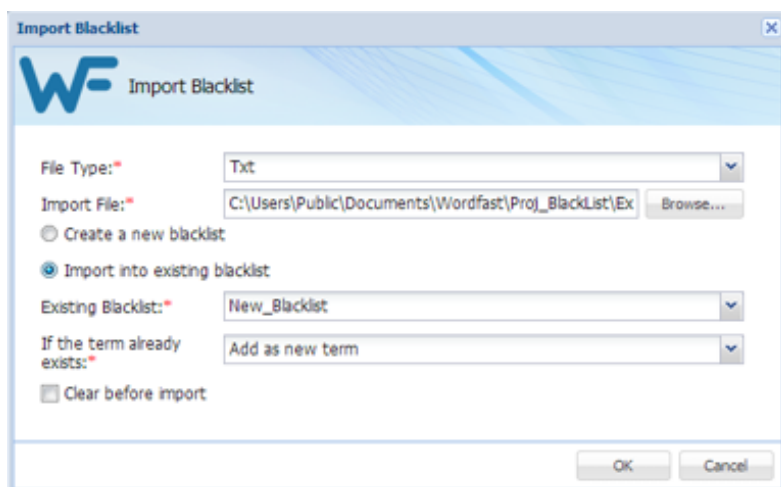 Import Blacklist
WF Import Blacklist
File Type:* Txt
Import File:* C:\Users\Public\Documents\Wordfast\Proj_BlackList\Ex Browse...
Create a new blacklist
Import into existing blacklist
Existing Blacklist:* New_Blacklist
If the term already
exists:* Add as new term
Clear before import
OK Cancel